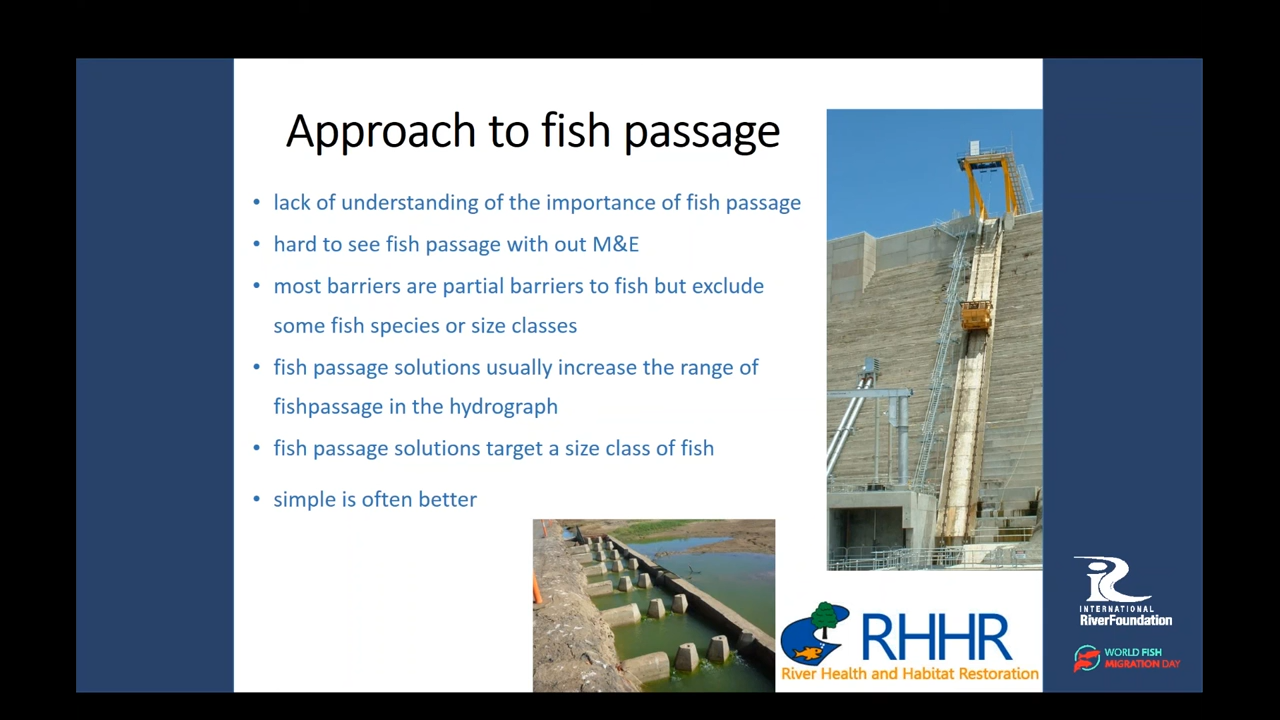 Approach to fish passage
• lack of understanding of the importance of fish passage
• hard to see fish passage with out M&E
• most barriers are partial barriers to fish but exclude
some fish species or size classes
• fish passage solutions usually increase the range of
fishpassage in the hydrograph
• fish passage solutions target a size class of fish
• simple is often better
RHHR
River Health and Habitat Restoration
INTERNATIONAL
RiverFoundation
WORLD FISH
MIGRATION DAY